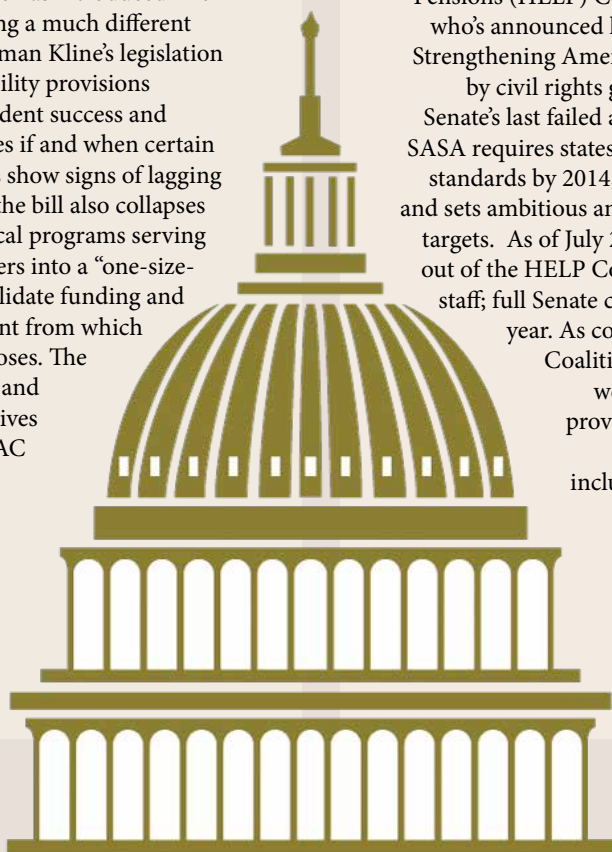 ng a much different
man Kline’s legislation
ility provisions
dent success and
es if and when certain
s show signs of lagging
the bill also collapses
cal programs serving
ers into a “one-size-
lidate funding and
nt from which
oses. The
and
ives
AC
Pensions (HELP) C
who’s announced
Strengthening Amer
by civil rights g
Senate’s last failed a
SASA requires states
standards by 2014
and sets ambitious an
targets. As of July 2
out of the HELP Co
staff; full Senate c
year. As co
Coaliti
we
prov
inclu